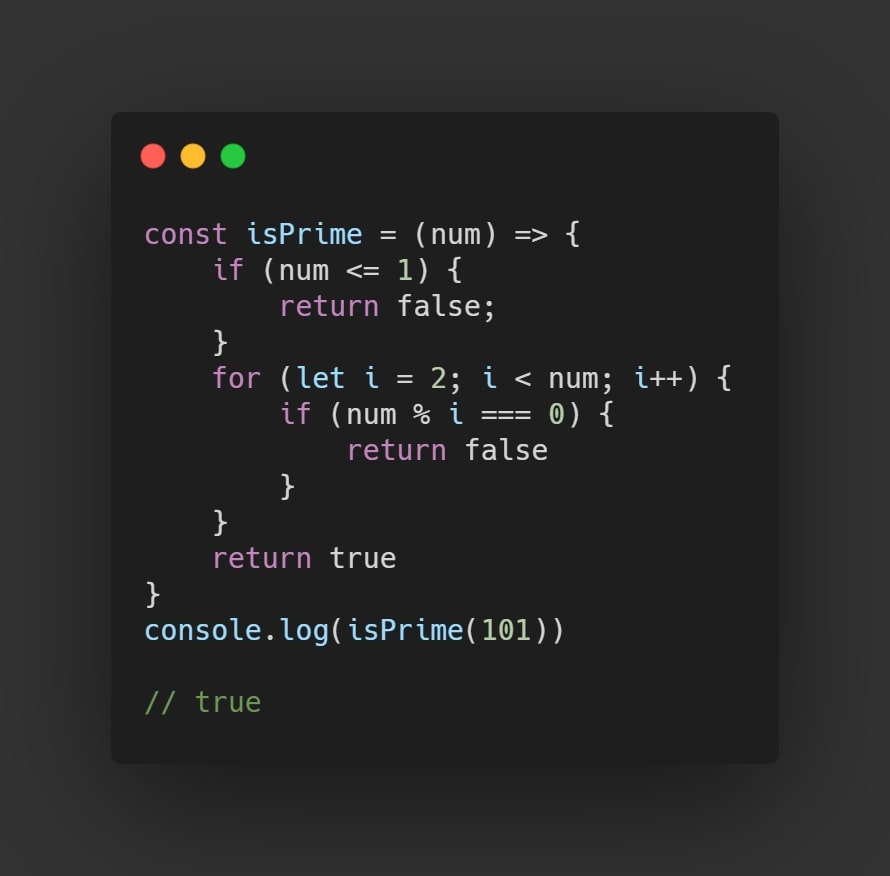 const isPrime = (num) => {
    if (num <= 1) {
        return false;
    }
    for (let i = 2; i < num; i++) {
        if (num % i === 0) {
            return false
        }
    }
    return true
}
console.log(isPrime(101))

// true